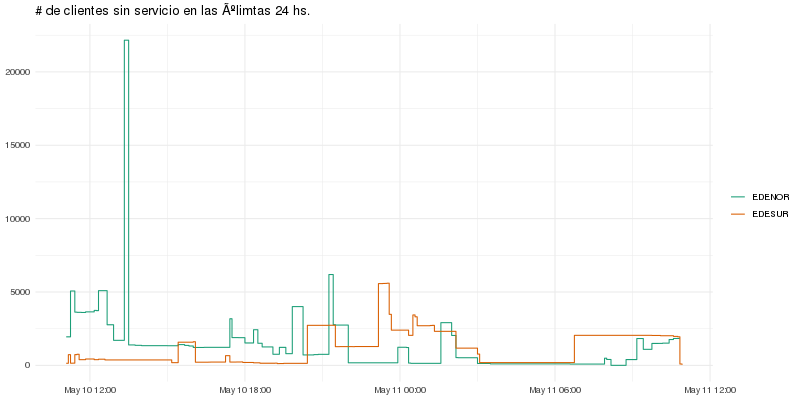 # de clientes sin servicio en las Ãºlimtas 24 hs.
20000
15000
10000
5000
0
May 10 12:00
May 10 18:00
May 11 00:00
May 11 06:00
May 11 12:00
EDENOR
EDESUR